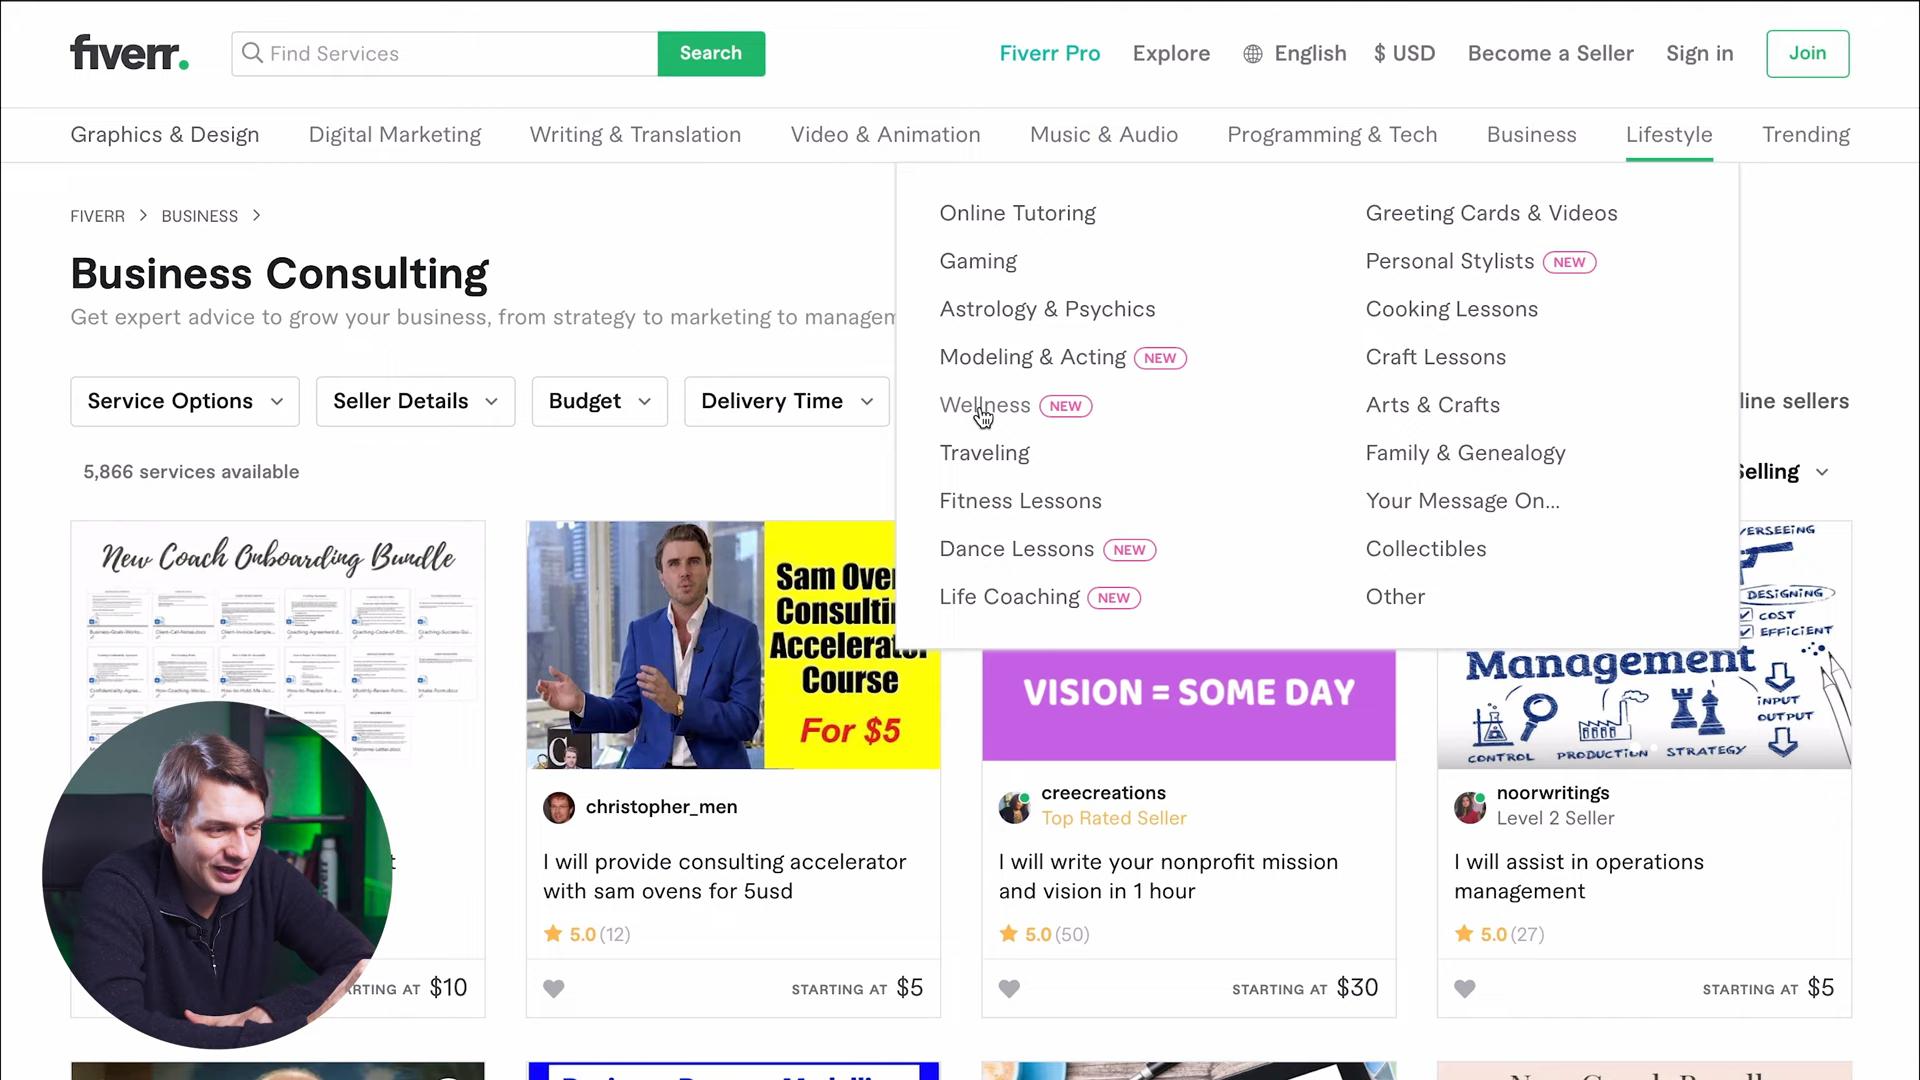 fiverr.
Find Services
Search
Fiverr Pro
Explore
English
$ USD
Become a Seller
Sign in
Join
Graphics & Design
Digital Marketing
Writing & Translation
Video & Animation
Music & Audio
Programming & Tech
Business
Lifestyle
Trending
FIVERR > BUSINESS >
Business Consulting
Get expert advice to grow your business, from strategy to marketing to managem
Service Options
Seller Details
Budget
Delivery Time
line sellers
5,866 services available
Selling
Online Tutoring
Gaming
Astrology & Psychics
Modeling & Acting NEW
Wellness NEW
Traveling
Fitness Lessons
Dance Lessons NEW
Life Coaching NEW
Greeting Cards & Videos
Personal Stylists NEW
Cooking Lessons
Craft Lessons
Arts & Crafts
Family & Genealogy
Your Message On...
Collectibles
Other
New Coach Onboarding Bundle
STARTING AT $10
Sam Oven
Consultin
Accelerator
Course
For $5
christopher_men
I will provide consulting accelerator
with sam ovens for 5usd
5.0 (12)
STARTING AT $5
VISION = SOME DAY
creecreations
Top Rated Seller
I will write your nonprofit mission
and vision in 1 hour
5.0 (50)
STARTING AT $30
VERSEEING
DESIGNING
COST
EFFICIENT
Management
INPUT
OUTPUT
CONTROL
PRODUCTION
STRATEGY
noorwritings
Level 2 Seller
I will assist in operations
management
5.0 (27)
STARTING AT $5